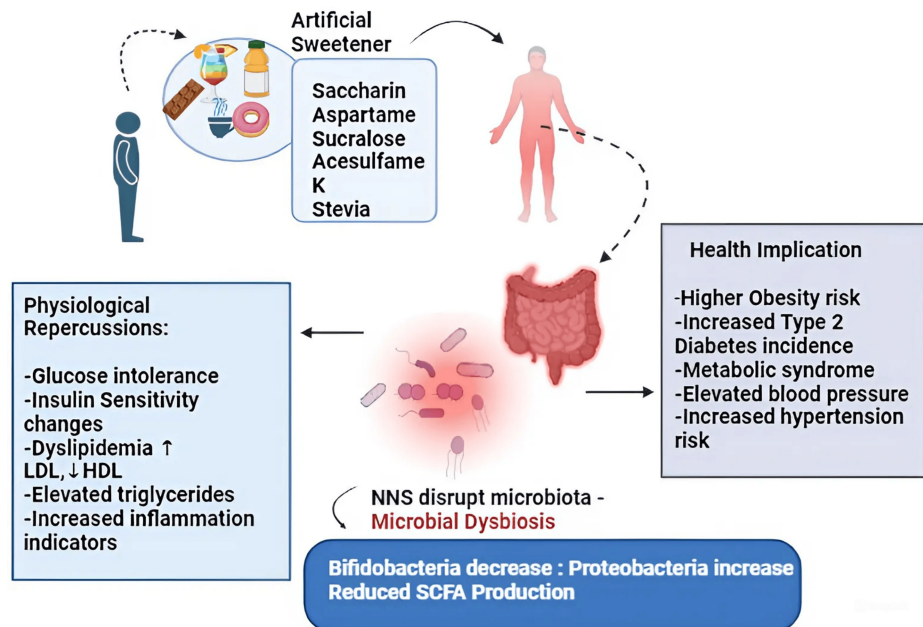 Artificial
Sweetener
Saccharin
Aspartame
Sucralose
Acesulfame
K
Stevia
Health Implication
-Higher Obesity risk
-Increased Type 2
Diabetes incidence
-Metabolic syndrome
-Elevated blood pressure
-Increased hypertension
risk
Physiological
Repercussions:
-Glucose intolerance
-Insulin Sensitivity
changes
-Dyslipidemia ↑
LDL,↓HDL
-Elevated triglycerides
-Increased inflammation
indicators
NNS disrupt microbiota -
Microbial Dysbiosis
Bifidobacteria decrease : Proteobacteria increase
Reduced SCFA Production